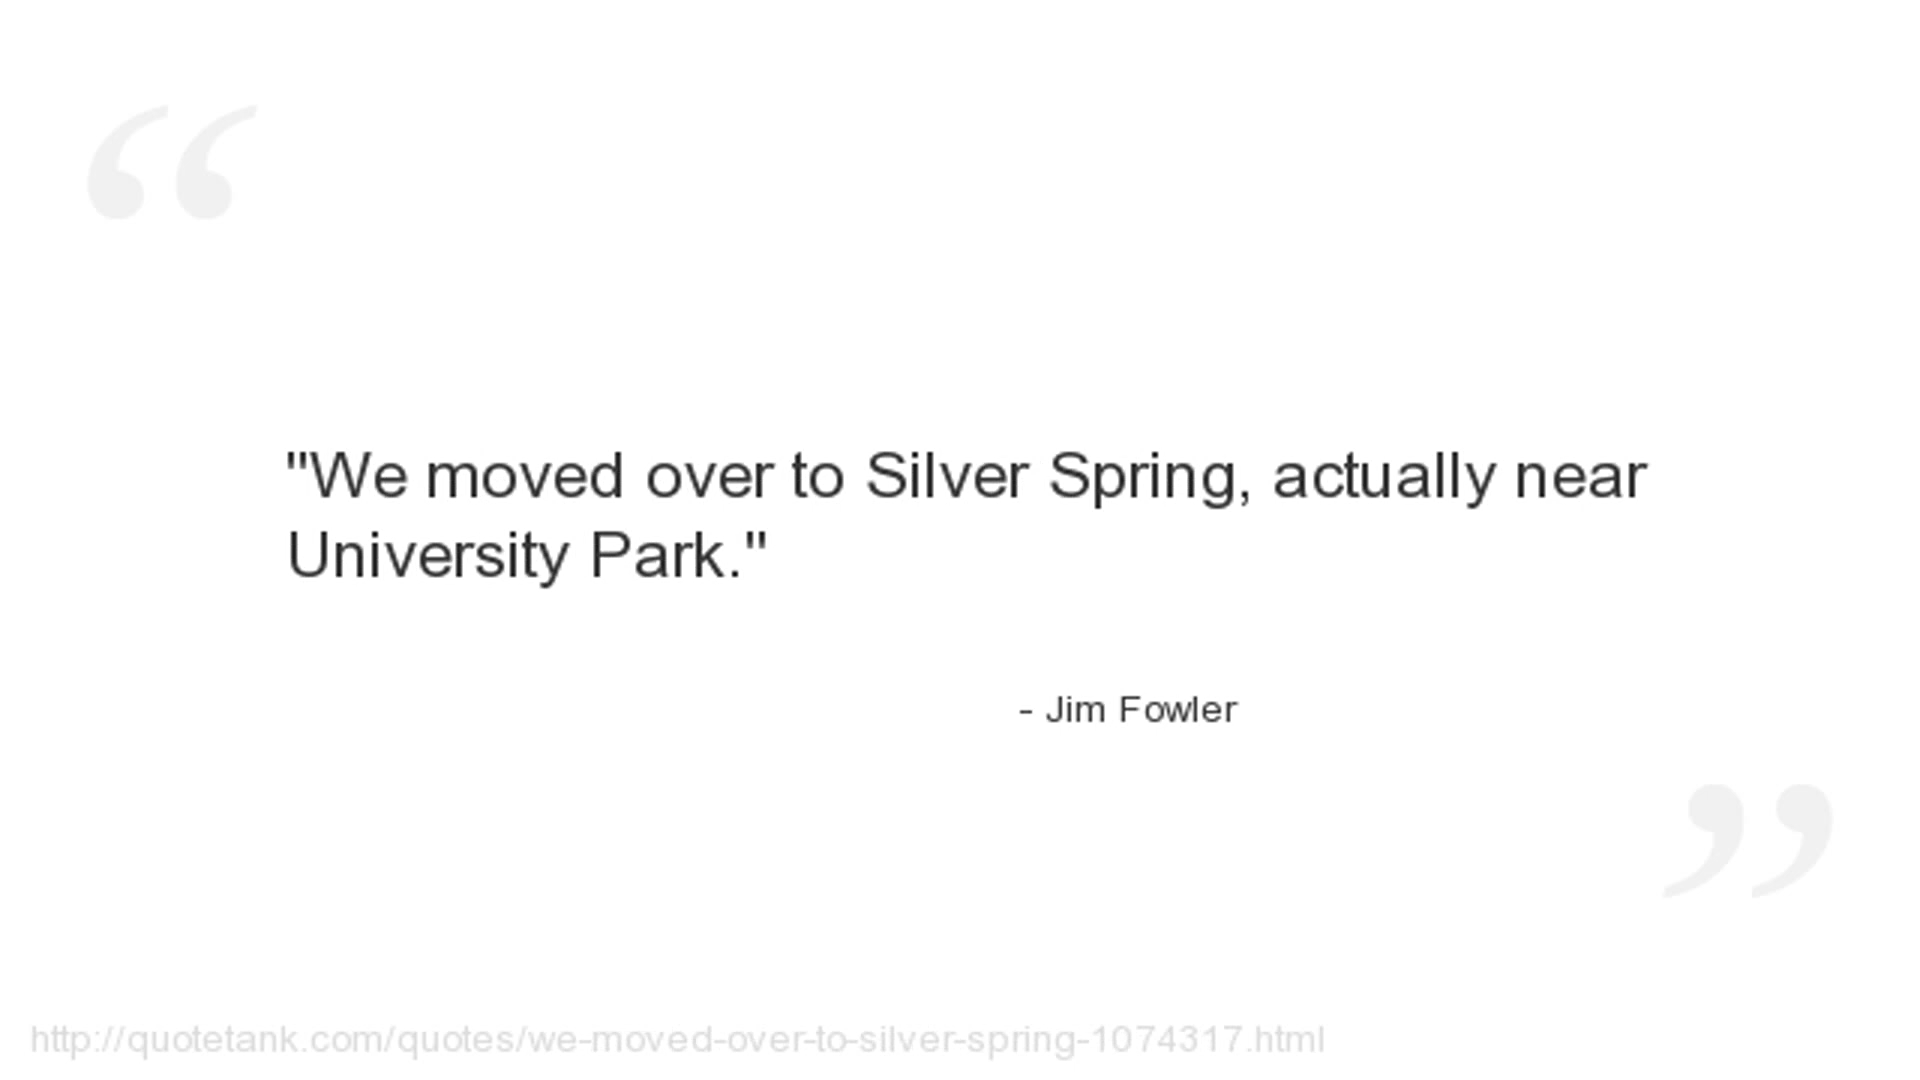 "We moved over to Silver Spring, actually near
University Park."
- Jim Fowler
http://quotetank.com/quotes/we-moved-over-to-silver-spring-1074317.html